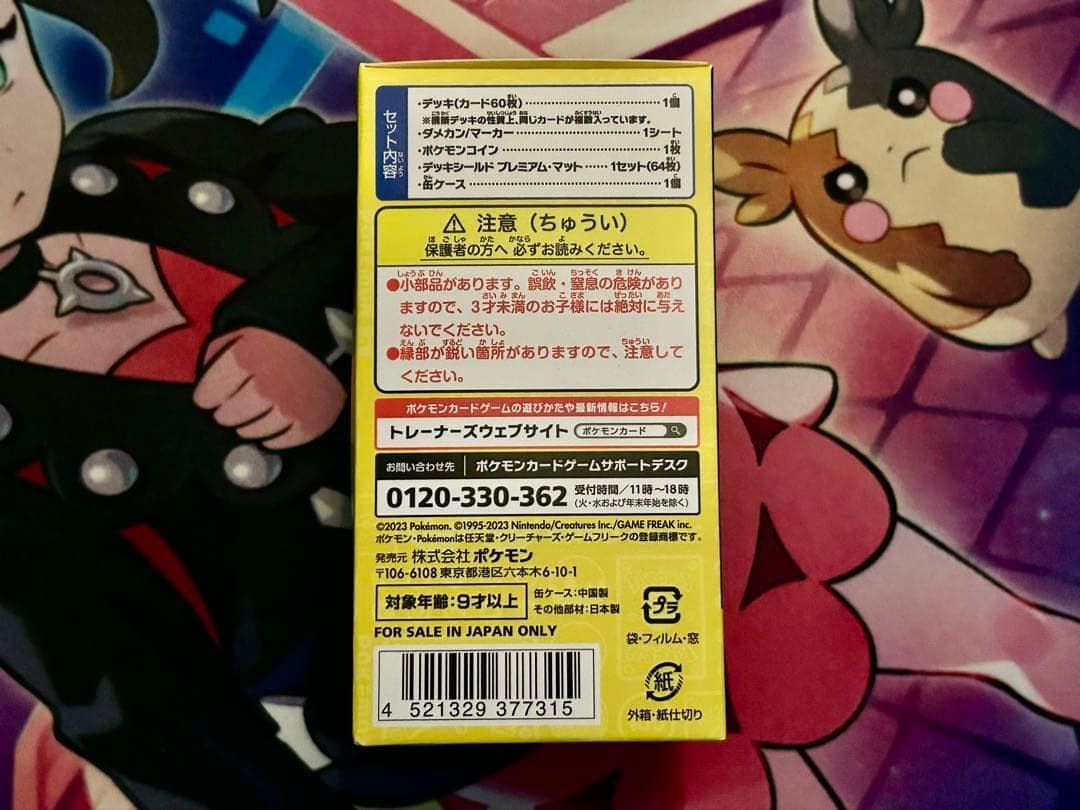 セット内容
・デッキ(カード60枚)……1個
※構築デッキの性質上、同じカードが複数入っています。
・ダメカン/マーカー……1シート
・ポケモンコイン……1枚
・デッキシールド プレミアム・マット……1セット(64枚)
・缶ケース……1個
⚠ 注意(ちゅうい)
保護者の方へ 必ずお読みください。
●小部品があります。誤飲・窒息の危険があり
ますので、3才未満のお子様には絶対に与え
ないでください。
●縁部が鋭い箇所がありますので、注意して
ください。
ポケモンカードゲームの遊びかたや最新情報はこちら!
トレーナーズウェブサイト ポケモンカード
お問い合わせ先 ポケモンカードゲームサポートデスク
0120-330-362 受付時間/11時~18時
(火・水および年末年始を除く)
©2023 Pokémon. ©1995-2023 Nintendo/Creatures Inc./GAME FREAK inc.
ポケモン・Pokémonは任天堂・クリーチャーズ・ゲームフリークの登録商標です。
発売元 株式会社ポケモン
〒106-6108 東京都港区六本木6-10-1
対象年齢:9才以上
缶ケース:中国製
その他部材:日本製
FOR SALE IN JAPAN ONLY
プラ
袋・フィルム・窓
紙
外箱・紙仕切り
4 521329 377315